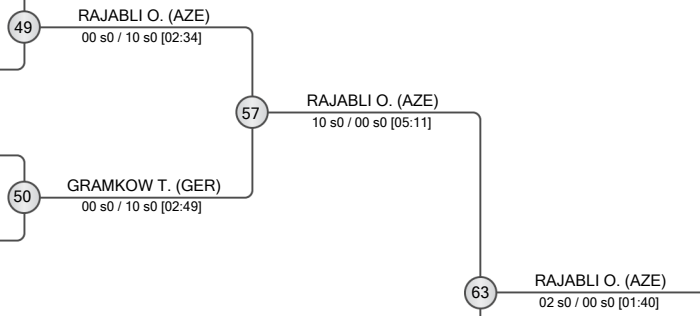 49
RAJABLI O. (AZE)
00 s0 / 10 s0 [02:34]
57
RAJABLI O. (AZE)
10 s0 / 00 s0 [05:11]
50
GRAMKOW T. (GER)
00 s0 / 10 s0 [02:49]
63
RAJABLI O. (AZE)
02 s0 / 00 s0 [01:40]